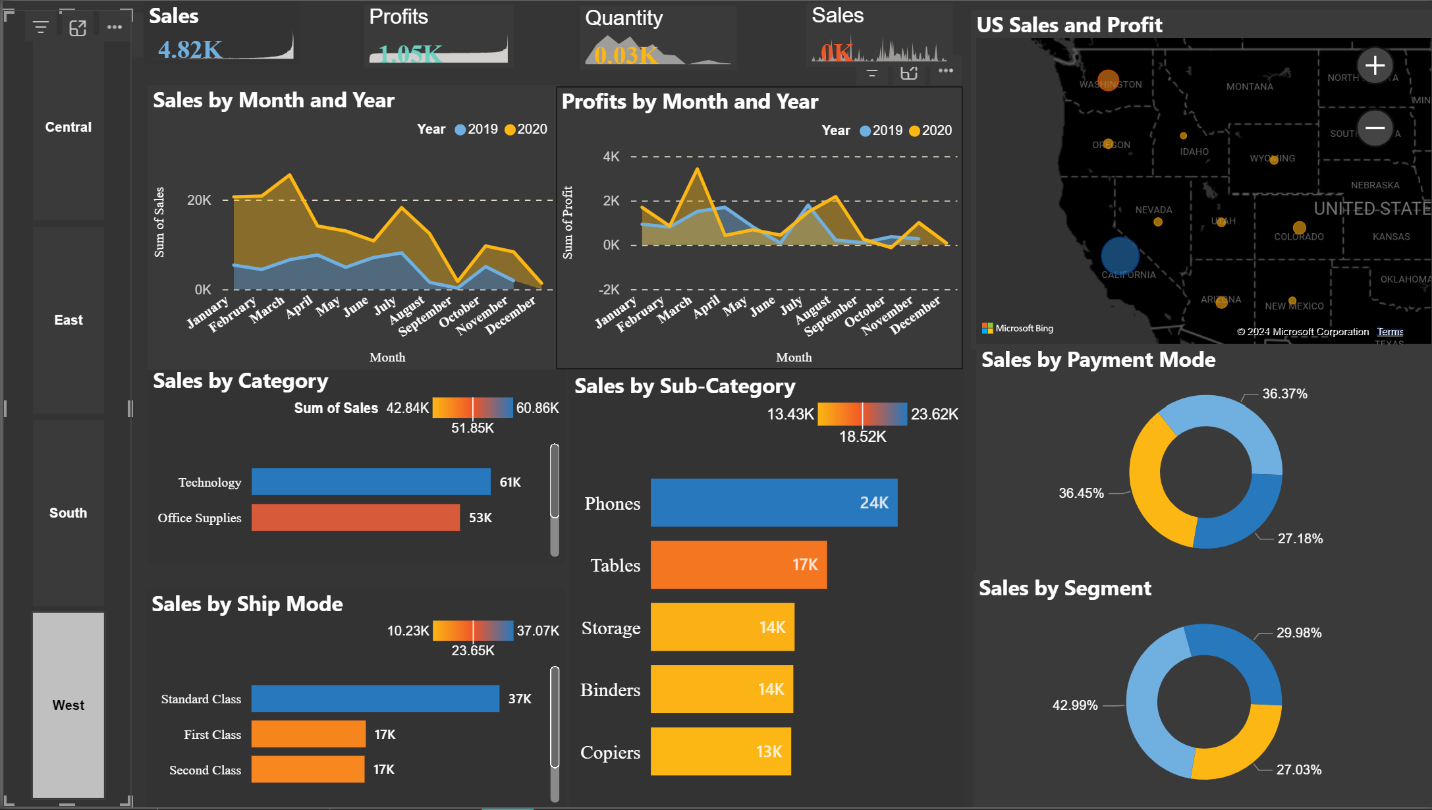 Sales
4.82K
Profits
1.05K
Quantity
0.03K
Sales
0K
US Sales and Profit
Central
East
South
West
Sales by Month and Year
Year 2019 2020
Sum of Sales
20K
0K
January
February
March
April
May
June
July
August
September
October
November
December
Month
Profits by Month and Year
Year 2019 2020
Sum of Profit
4K
2K
0K
-2K
January
February
March
April
May
June
July
August
September
October
November
December
Month
WASHINGTON
MONTANA
OREGON
IDAHO
WYOMING
NEBRASKA
NEVADA
UNITED STATE
UTAH
COLORADO
KANSAS
CALIFORNIA
OKLAHOMA
ARIZONA
NEW MEXICO
TEXAS
Microsoft Bing
© 2024 Microsoft Corporation Terms
Sales by Category
Sum of Sales 42.84K 60.86K
51.85K
Technology 61K
Office Supplies 53K
Sales by Ship Mode
10.23K 37.07K
23.65K
Standard Class 37K
First Class 17K
Second Class 17K
Sales by Sub-Category
13.43K 23.62K
18.52K
Phones 24K
Tables 17K
Storage 14K
Binders 14K
Copiers 13K
Sales by Payment Mode
36.37%
36.45%
27.18%
Sales by Segment
29.98%
42.99%
27.03%